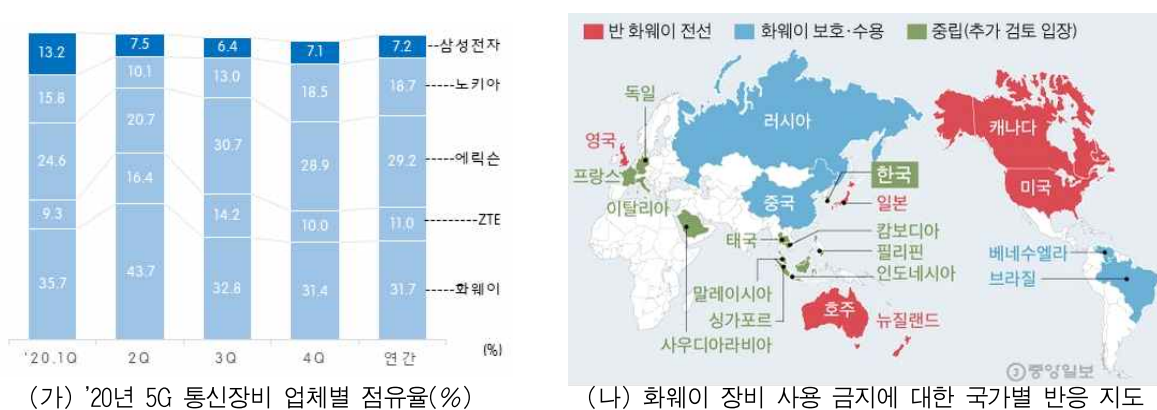 13.2 7.5 6.4 7.1 7.2 삼성전자
15.8 10.1 13.0 18.5 18.7 노키아
24.6 20.7 30.7 28.9 29.2 에릭슨
9.3 16.4 14.2 10.0 11.0 ZTE
35.7 43.7 32.8 31.4 31.7 화웨이
'20.1Q 2Q 3Q 4Q 연간 (%)
(가) '20년 5G 통신장비 업체별 점유율(%)
반 화웨이 전선 화웨이 보호·수용 중립(추가 검토 입장)
독일
러시아
캐나다
영국
프랑스
한국
미국
이탈리아
중국
일본
태국
캄보디아
필리핀
인도네시아
베네수엘라
브라질
말레이시아
싱가포르
호주
뉴질랜드
사우디아라비아
중앙일보
(나) 화웨이 장비 사용 금지에 대한 국가별 반응 지도